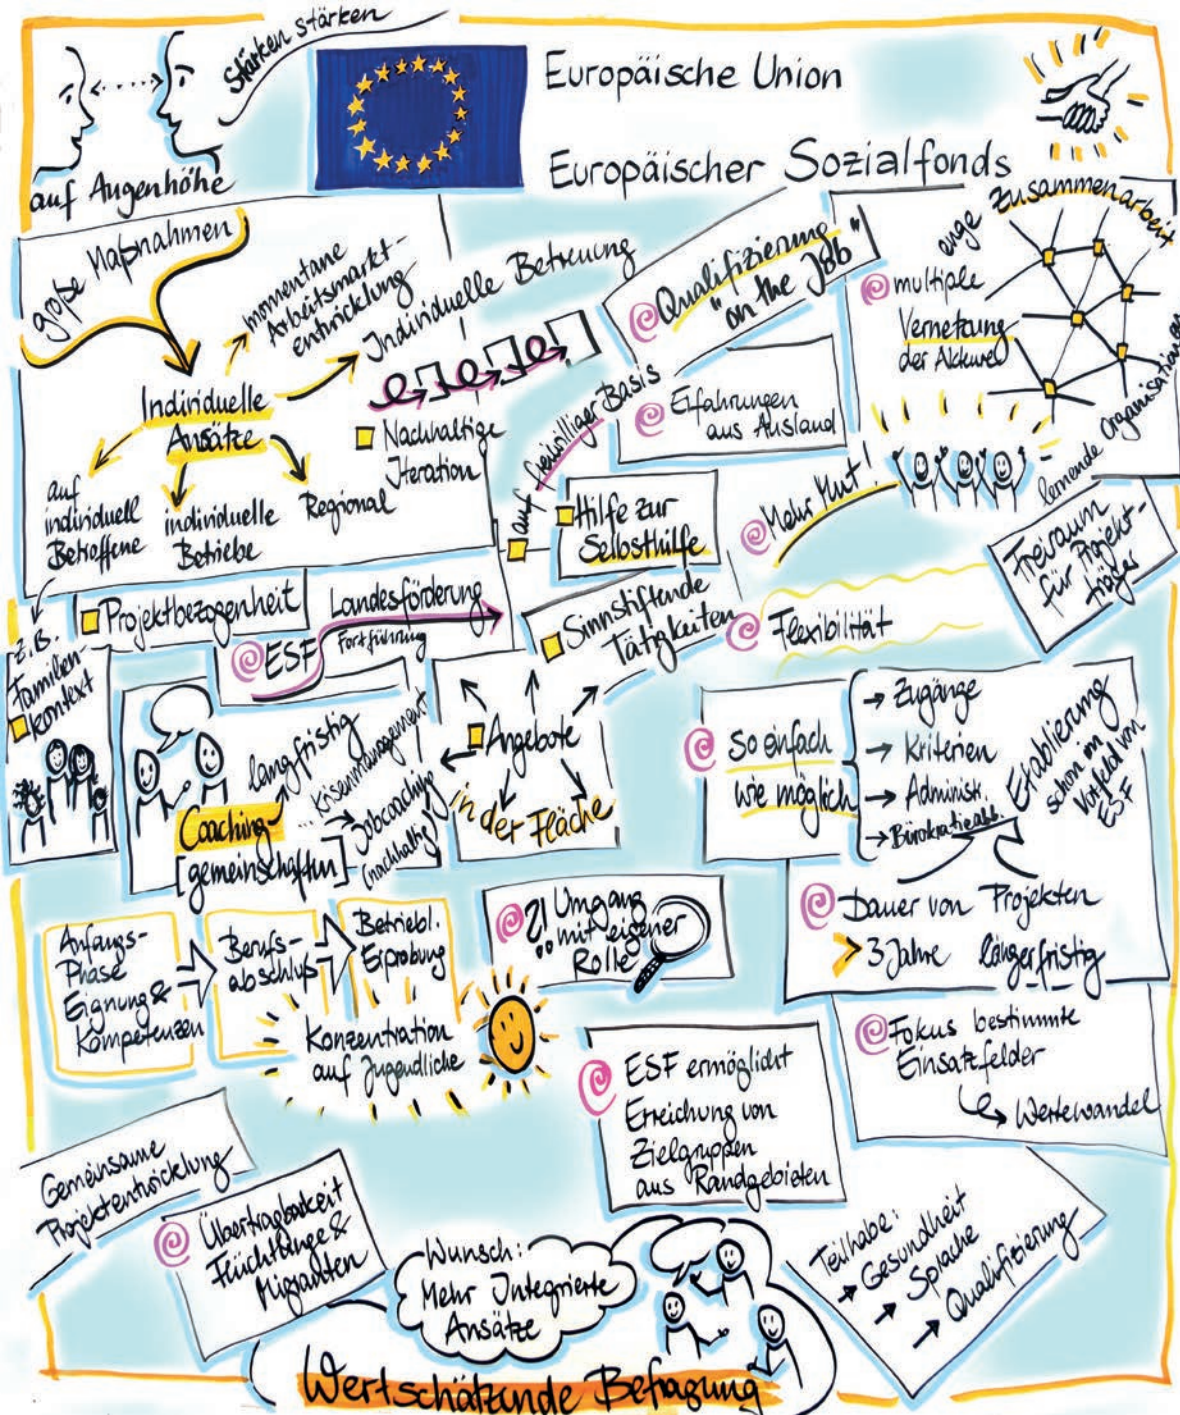 Stärken stärken
auf Augenhöhe
Europäische Union
Europäischer Sozialfonds
große Maßnahmen
momentane
Arbeitsmarkt-
entwicklung
Individuelle Betreuung
Individuelle
Ansätze
auf
individuell
Betroffene
individuelle
Betriebe
Regional
Nachhaltige
Iteration
Qualifizierung
"on the Job"
Erfahrungen
aus Ausland
enge Zusammenarbeit
multiple
Vernetzung
der Akteure
lernende Organisationen
auf freiwilliger Basis
Hilfe zur
Selbsthilfe
Mehr Mut!
Freiraum
für Projekt-
träger
z.B.
Familien-
kontext
Projektbezogenheit
ESF
Landesförderung
Fortführung
Sinnstiftende
Tätigkeiten
Flexibilität
langfristig
... Krisenmanagement
Coaching
[gemeinschaften]
Jobcoaching
(nachhaltig)
Angebote
in der Fläche
so einfach
wie möglich
→ Zugänge
→ Kriterien
→ Administr.
→ Bürokratieabb.
Etablierung
schon im
Vorfeld von
ESF
Dauer von Projekten
> 3 Jahre längerfristig
Anfangs-
Phase
Eignung &
Kompetenzen
Berufs-
abschluß
Betriebl.
Erprobung
Konzentration
auf Jugendliche
?! Umgang
mit eigener
Rolle
ESF ermöglicht
Erreichung von
Zielgruppen
aus Randgebieten
Fokus bestimmte
Einsatzfelder
Wertewandel
Gemeinsame
Projektentwicklung
Übertragbarkeit
Flüchtlinge &
Migranten
Wunsch:
Mehr Integrierte
Ansätze
Teilhabe:
→ Gesundheit
→ Sprache
→ Qualifizierung
Wertschätzende Befragung